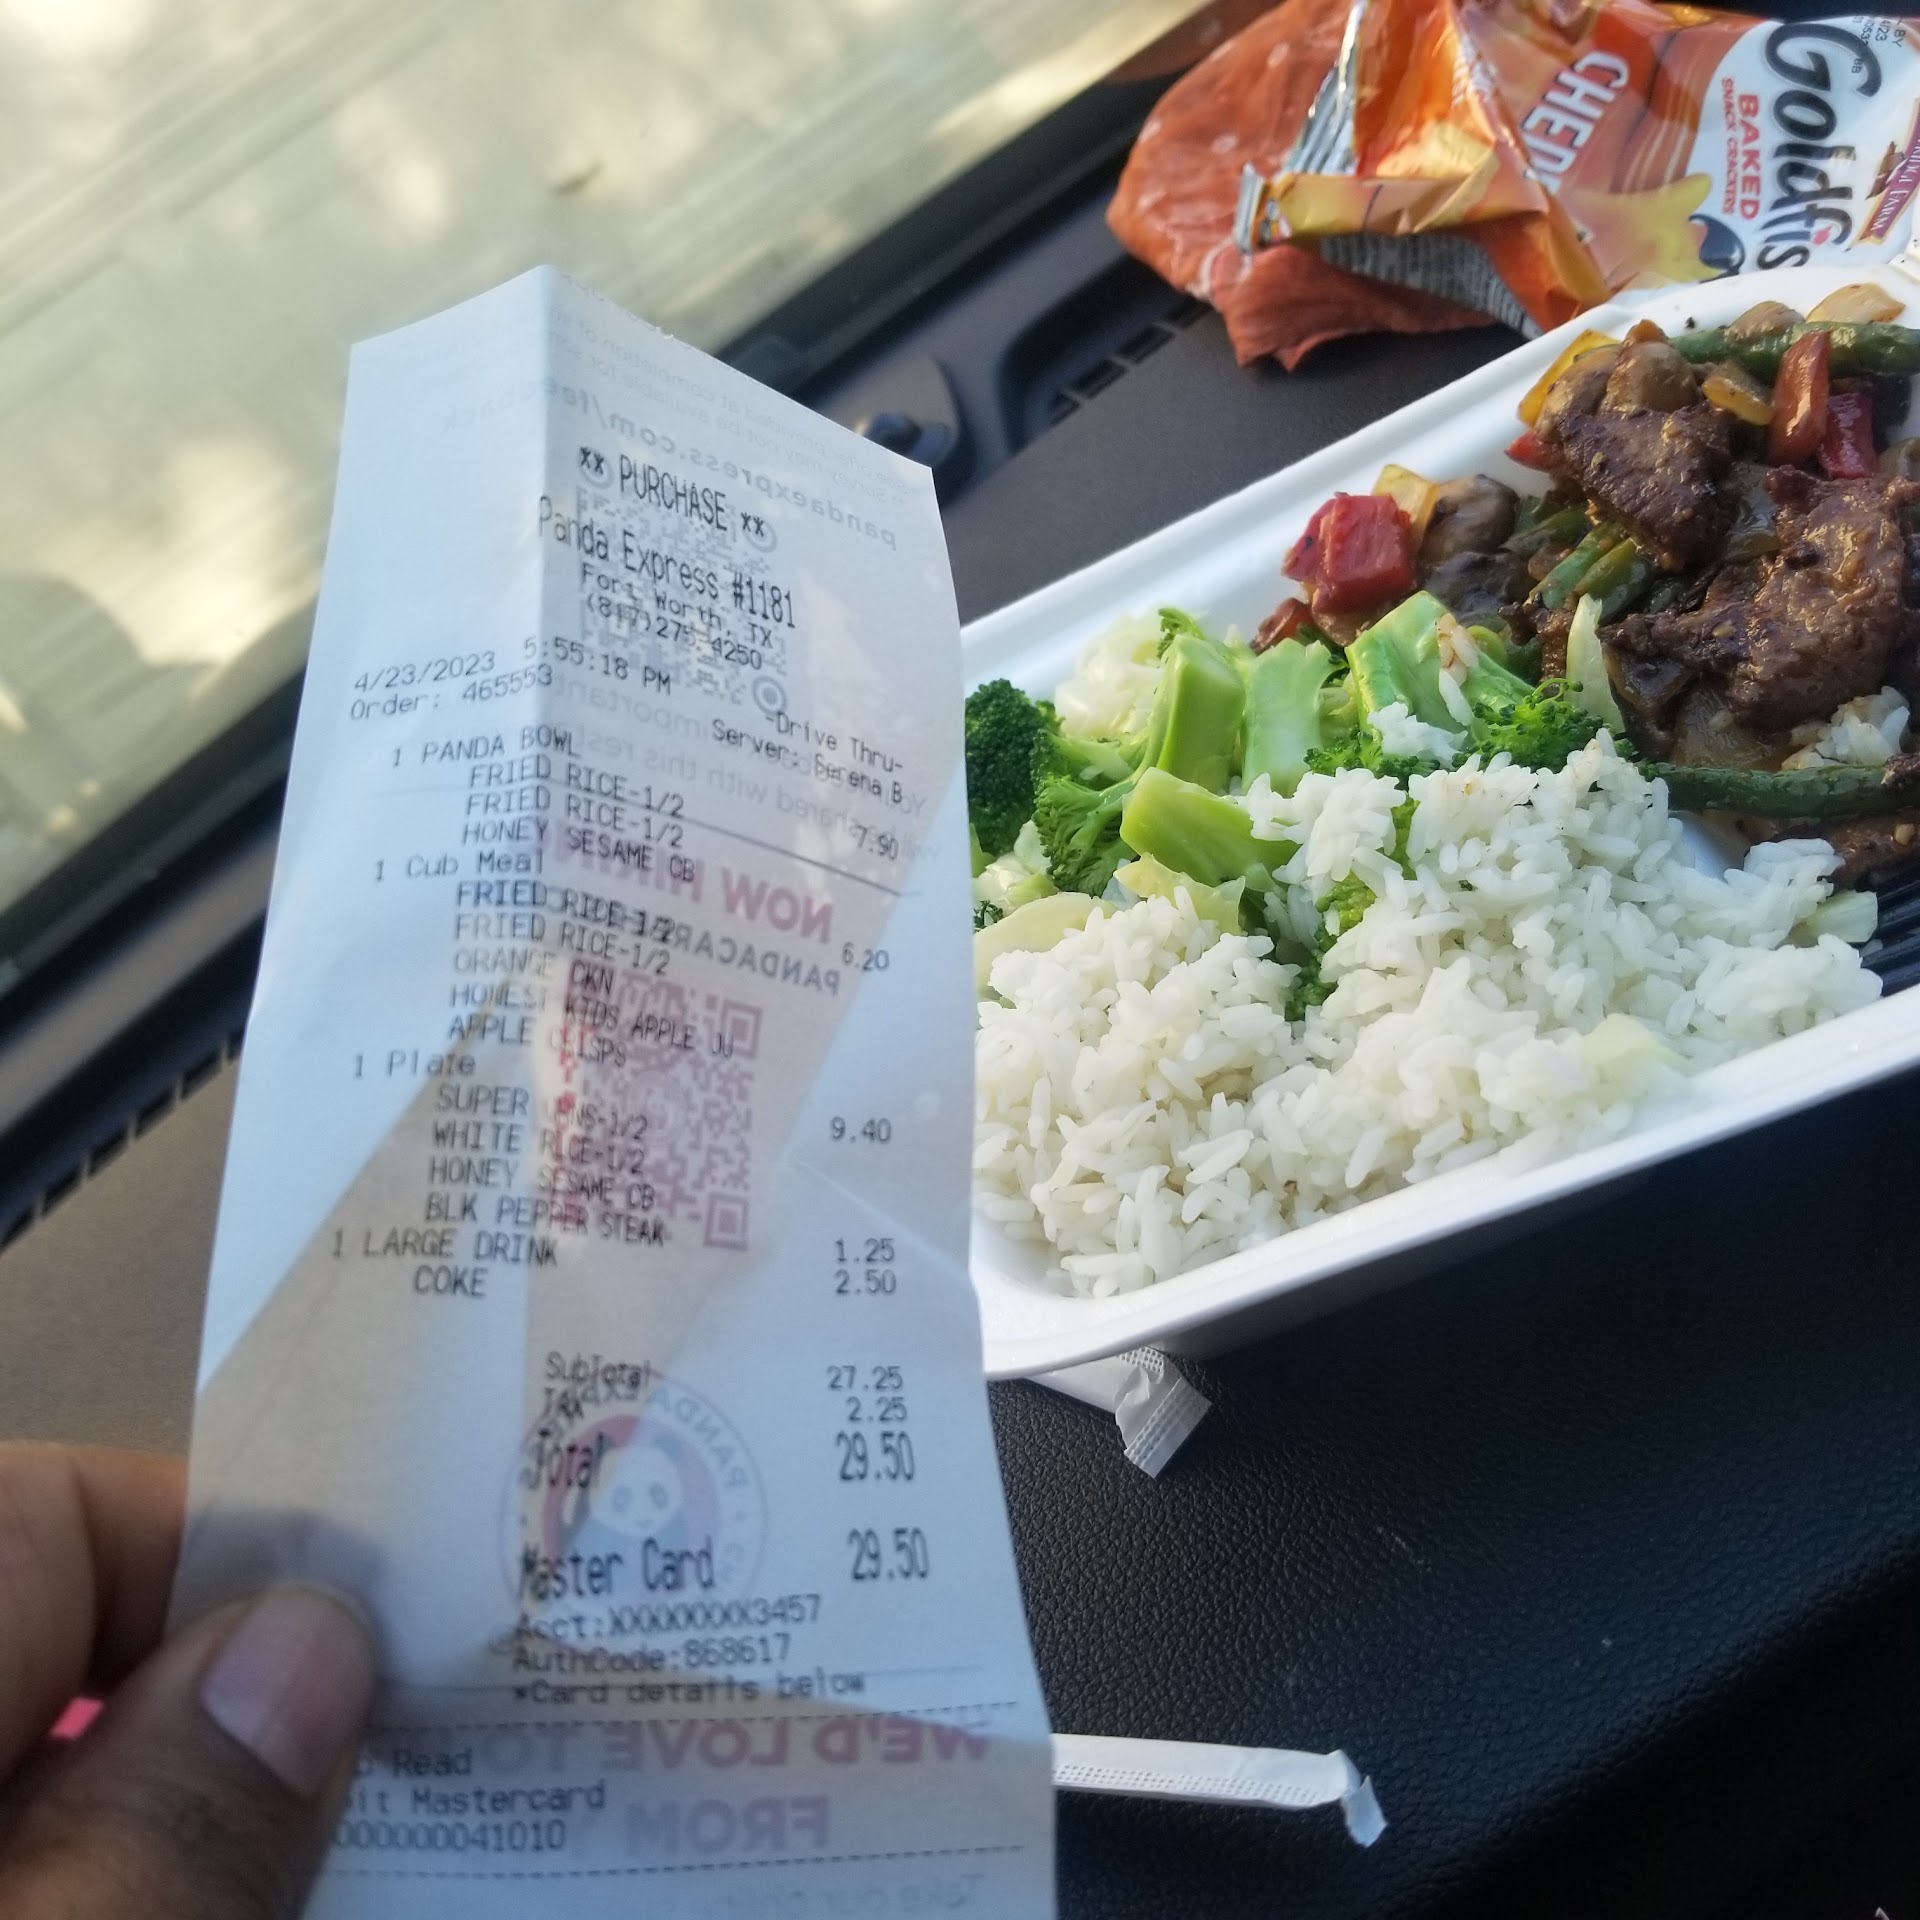 ** PURCHASE **
Panda Express #1181
Fort Worth, TX
(817)275-4250
4/23/2023 5:55:18 PM
Order: 465553
-Drive Thru-
Server: Serena B
1 PANDA BOWL 7.90
FRIED RICE-1/2
FRIED RICE-1/2
HONEY SESAME CB
1 Cub Meal 6.20
FRIED RICE-1/2
FRIED RICE-1/2
ORANGE CKN
HONEST KIDS APPLE JU
APPLE CRISPS
1 Plate 9.40
SUPER GRNS-1/2
WHITE RICE-1/2
HONEY SESAME CB
BLK PEPPER STEAK 1.25
1 LARGE DRINK 2.50
COKE
SubTotal 27.25
TAX 2.25
Total 29.50
Master Card 29.50
Acct:XXXXXXXXX3457
AuthCode:868617
*Card details below
Read
Mastercard
000000041010
pandaexpress.com/feedback
NOW
WE'D LOVE TO
FROM
Goldfis
BAKED
SNACK CRACKERS
CHED